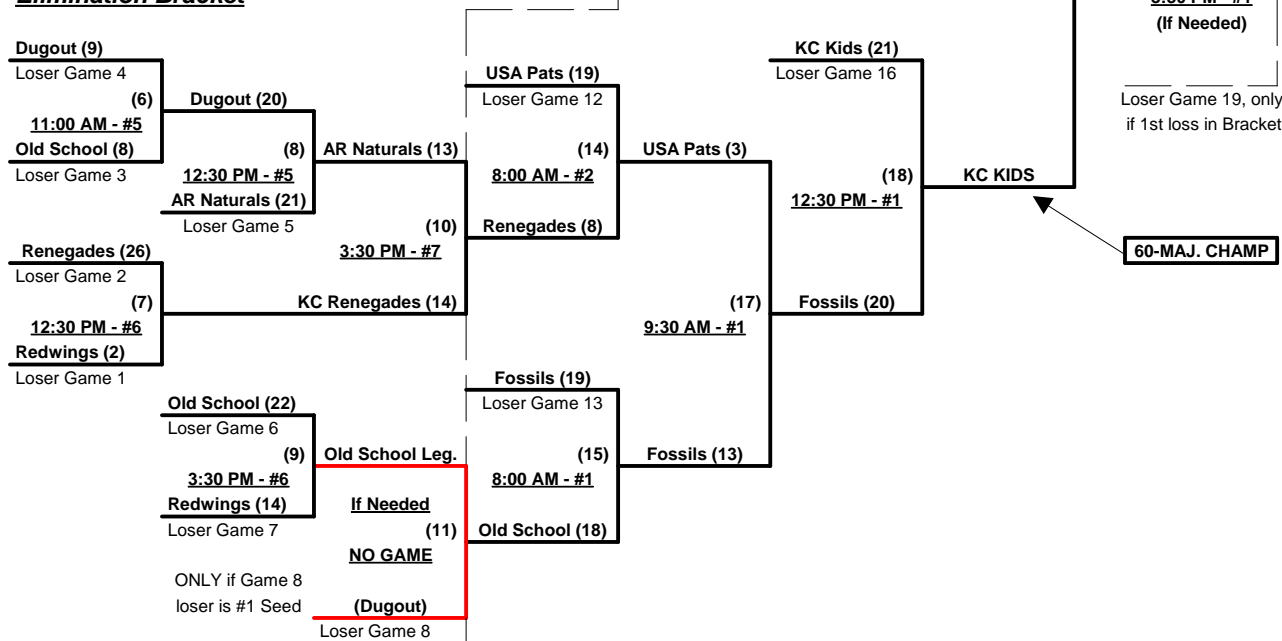 Elimination Bracket
(If Needed)
Loser Game 19, only
if 1st loss in Bracket
Dugout (9)
Loser Game 4
(6)
11:00 AM - #5
Old School (8)
Loser Game 3
Dugout (20)
(8)
12:30 PM - #5
AR Naturals (21)
Loser Game 5
Renegades (26)
Loser Game 2
(7)
12:30 PM - #6
Redwings (2)
Loser Game 1
AR Naturals (13)
(10)
3:30 PM - #7
KC Renegades (14)
Old School (22)
Loser Game 6
(9)
3:30 PM - #6
Redwings (14)
Loser Game 7
Old School Leg.
If Needed
(11)
NO GAME
ONLY if Game 8
loser is #1 Seed
(Dugout)
Loser Game 8
USA Pats (19)
Loser Game 12
(14)
8:00 AM - #2
Renegades (8)
USA Pats (3)
Fossils (19)
Loser Game 13
(15)
8:00 AM - #1
Old School (18)
Fossils (13)
(17)
9:30 AM - #1
KC Kids (21)
Loser Game 16
(18)
12:30 PM - #1
Fossils (20)
KC KIDS
60-MAJ. CHAMP